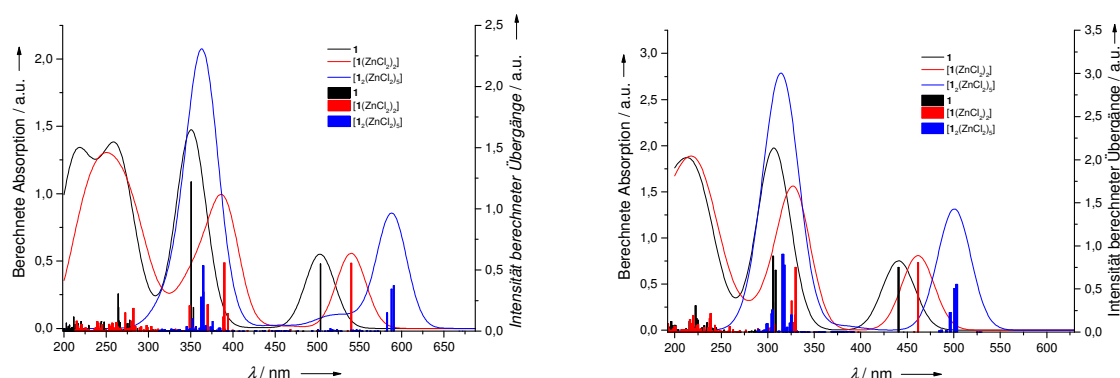 Berechnete Absorption / a.u.
2,0
1,5
1,0
0,5
0,0
1
[1(ZnCl2)2]
[12(ZnCl2)5]
1
[1(ZnCl2)2]
[12(ZnCl2)5]
2,5
2,0
1,5
1,0
0,5
0,0
Intensität berechneter Übergänge / a.u.
200 250 300 350 400 450 500 550 600 650
λ / nm
Berechnete Absorption / a.u.
3,0
2,5
2,0
1,5
1,0
0,5
0,0
1
[1(ZnCl2)2]
[12(ZnCl2)5]
1
[1(ZnCl2)2]
[12(ZnCl2)5]
3,5
3,0
2,5
2,0
1,5
1,0
0,5
0,0
Intensität berechneter Übergänge / a.u.
200 250 300 350 400 450 500 550 600
λ / nm